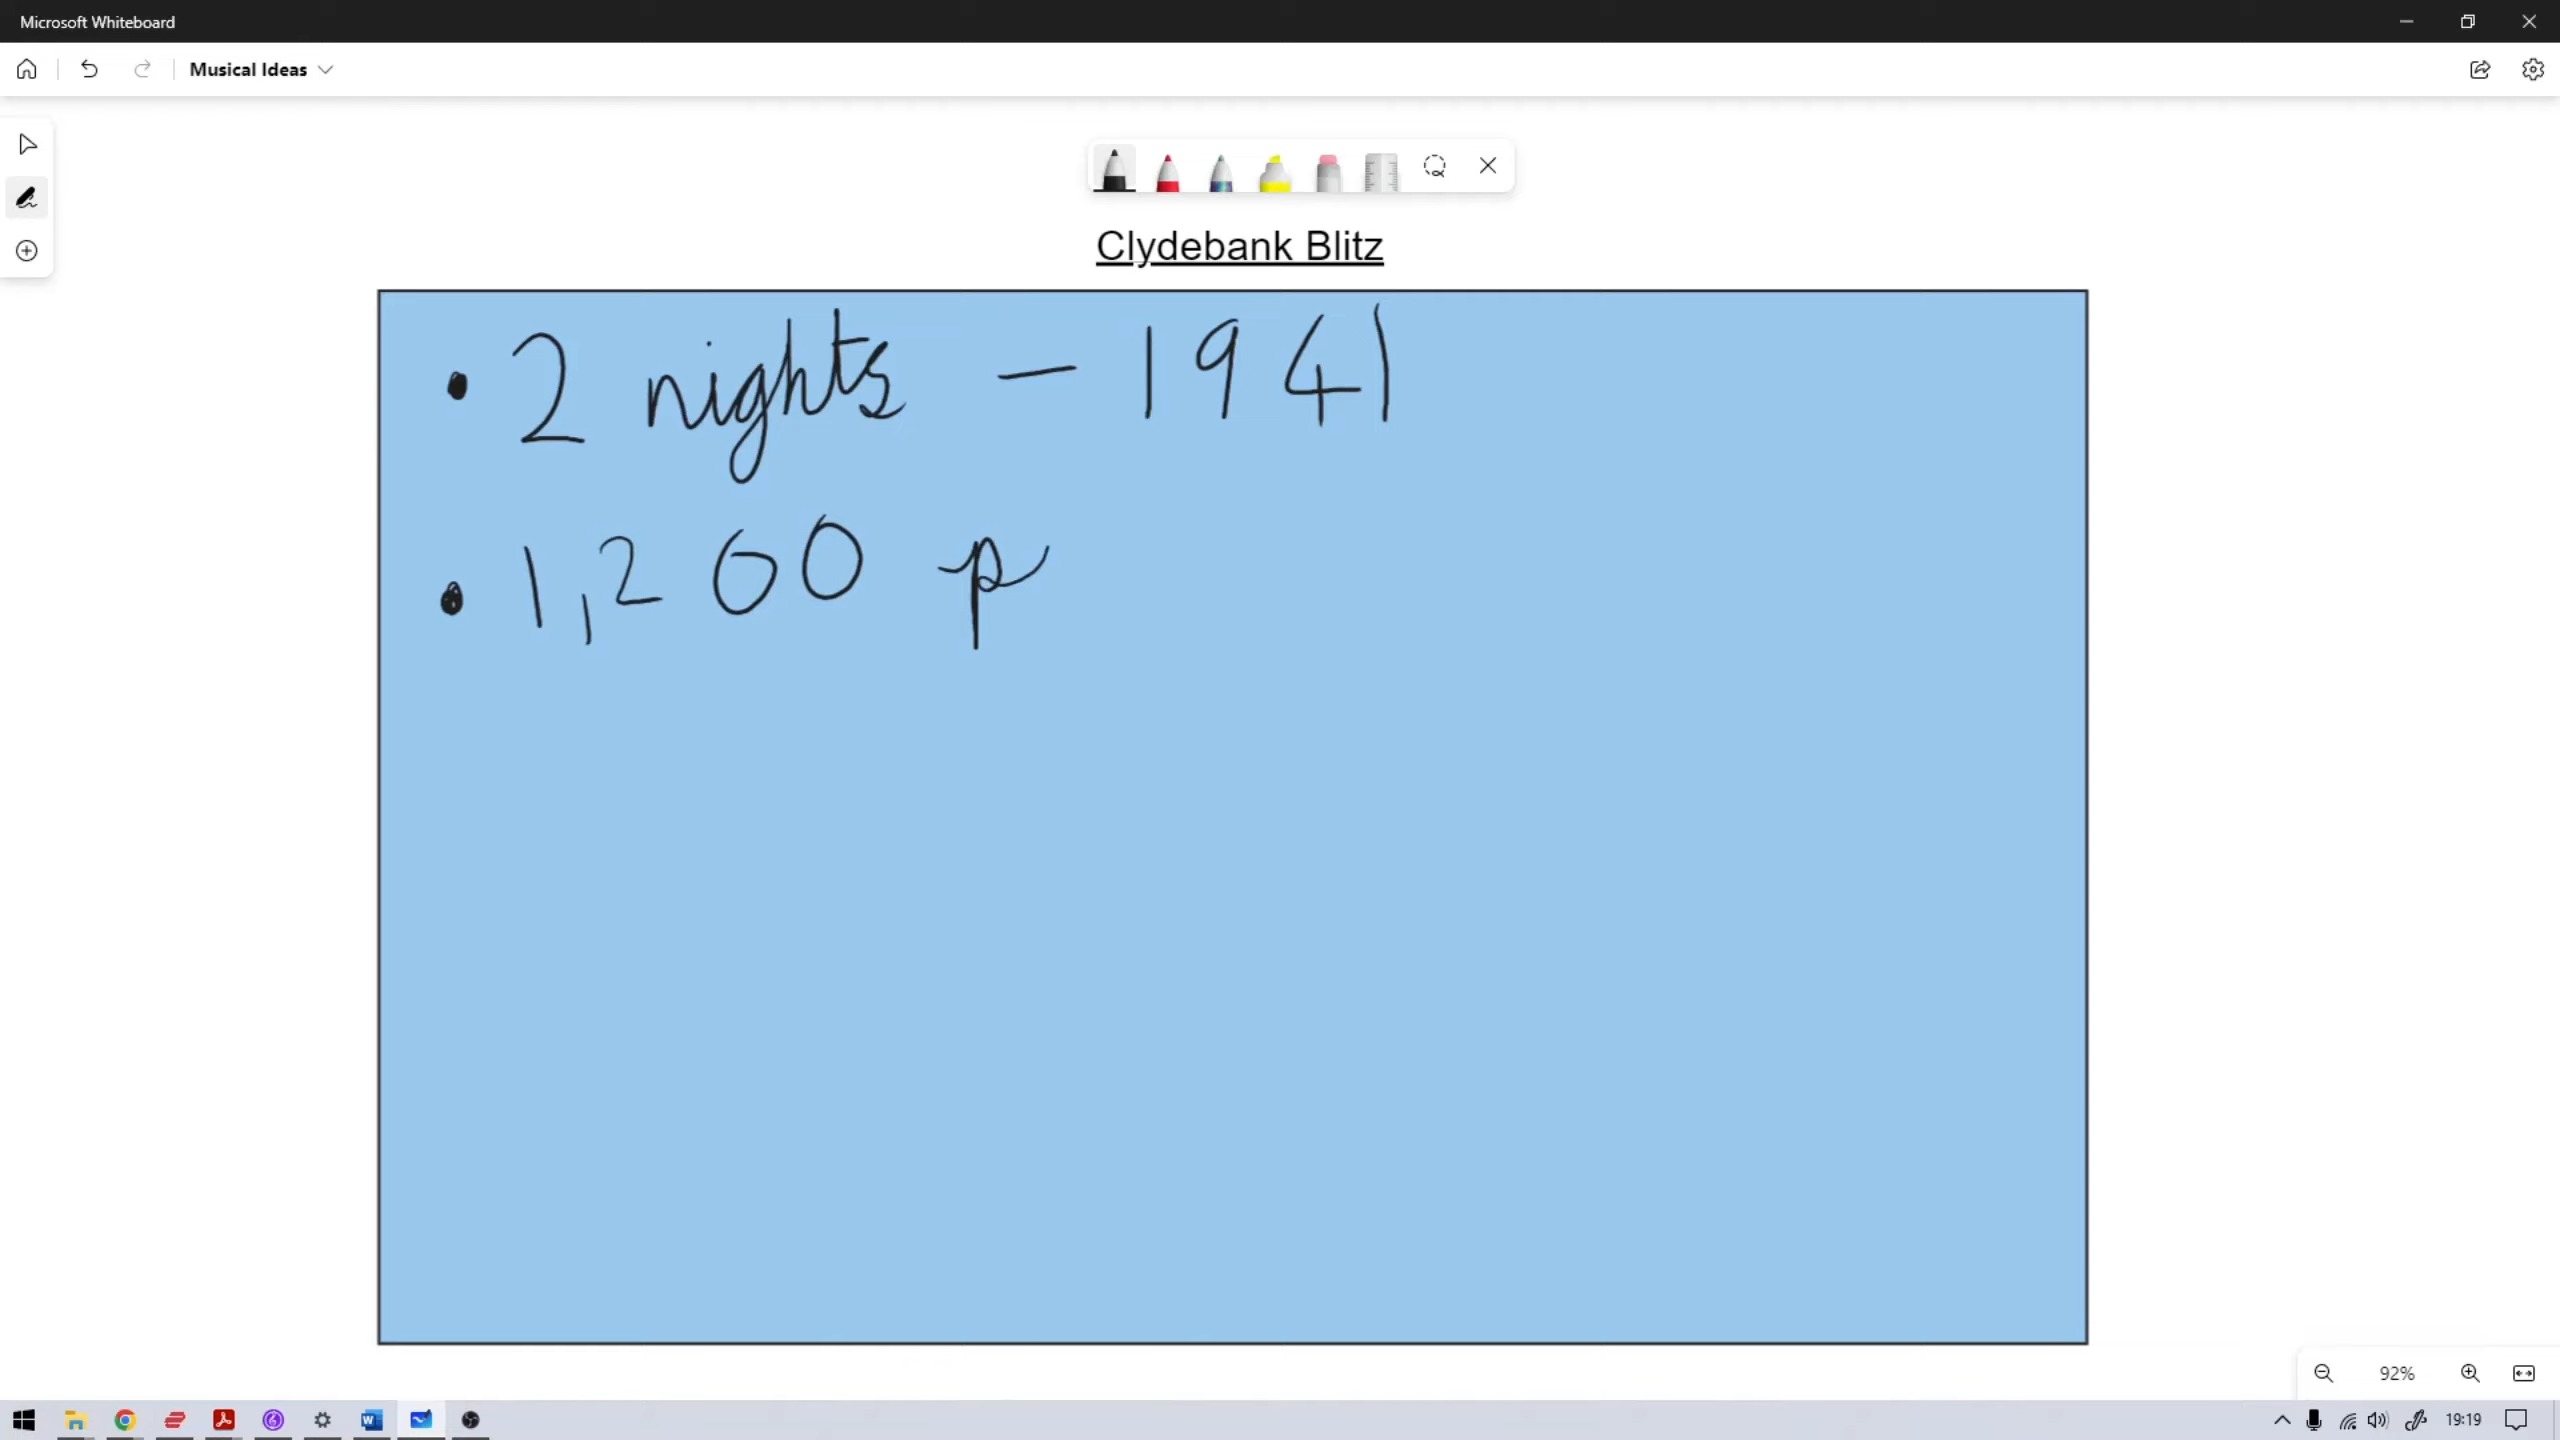 Microsoft Whiteboard
Musical Ideas
Clydebank Blitz
• 2 nights — 1941
• 1,200 p
92%
19:19